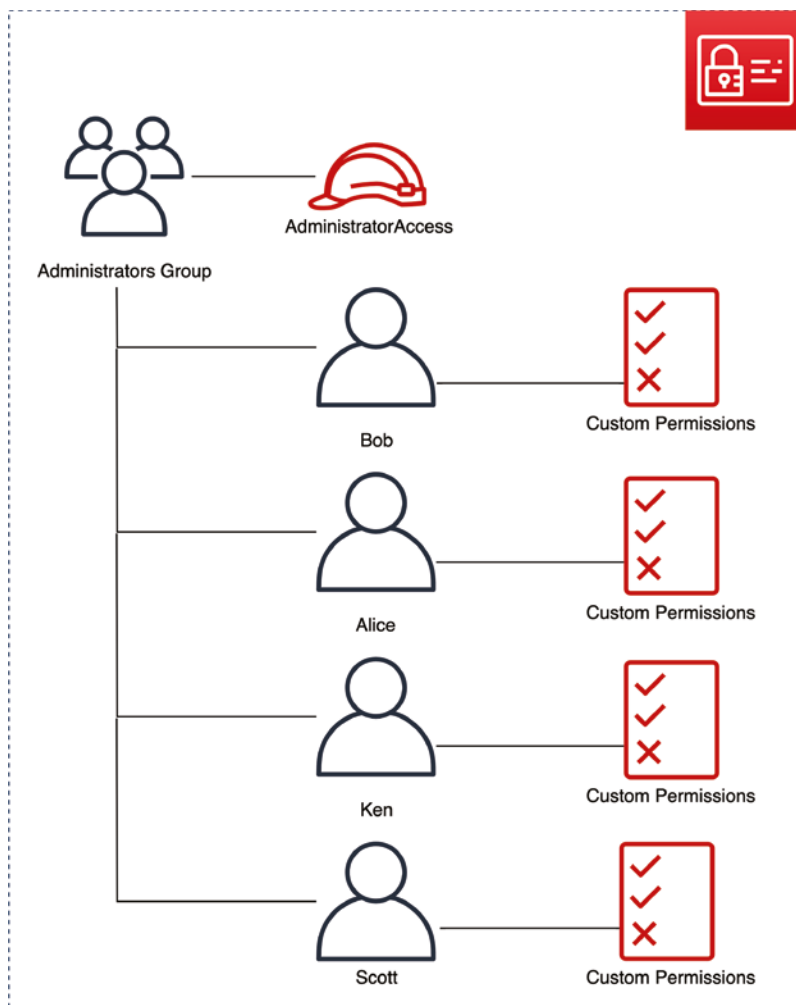 AdministratorAccess
Administrators Group
Bob
Custom Permissions
Alice
Custom Permissions
Ken
Custom Permissions
Scott
Custom Permissions